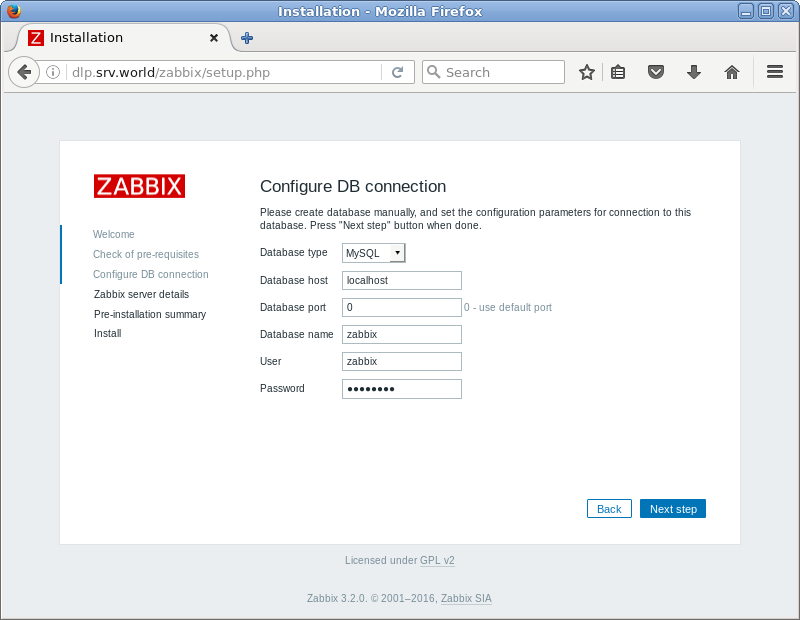 Installation - Mozilla Firefox
Z Installation
dlp.srv.world/zabbix/setup.php
Search
ZABBIX
Welcome
Check of pre-requisites
Configure DB connection
Zabbix server details
Pre-installation summary
Install
Configure DB connection
Please create database manually, and set the configuration parameters for connection to this
database. Press "Next step" button when done.
Database type MySQL
Database host localhost
Database port 0 0 - use default port
Database name zabbix
User zabbix
Password ●●●●●●●●
Back Next step
Licensed under GPL v2
Zabbix 3.2.0. © 2001–2016, Zabbix SIA